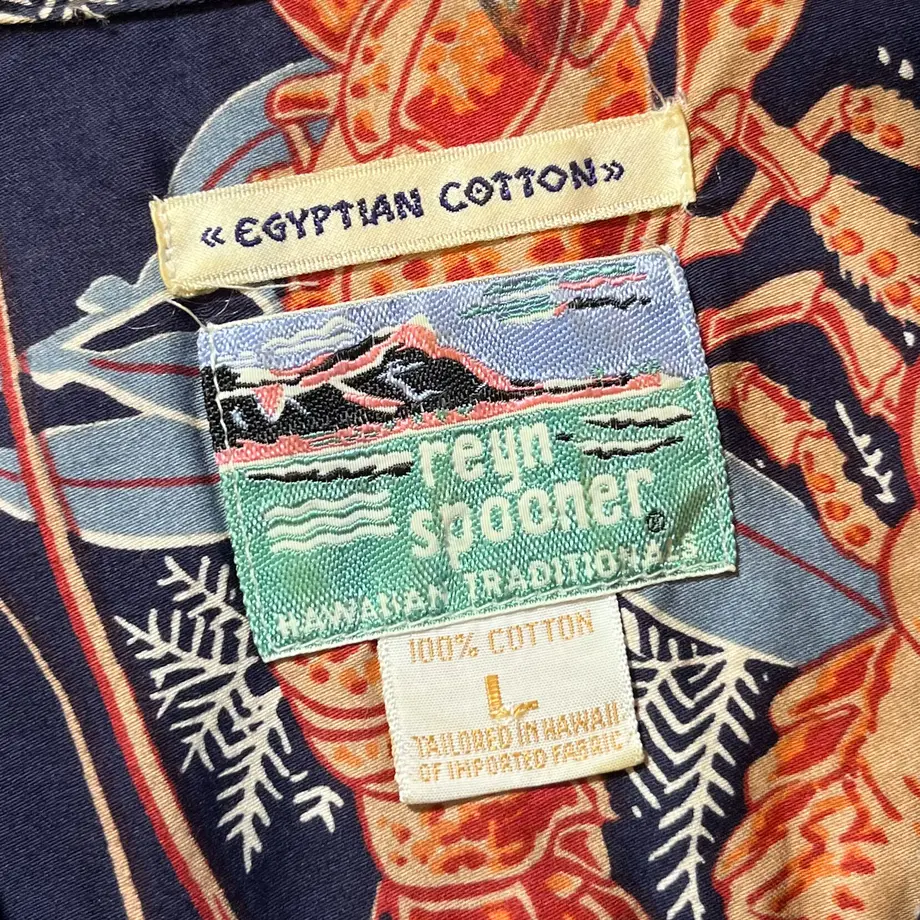 «EGYPTIAN COTTON»
reyn
spooner®
HAWAIIAN TRADITIONALS
100% COTTON
L
TAILORED IN HAWAII
OF IMPORTED FABRIC